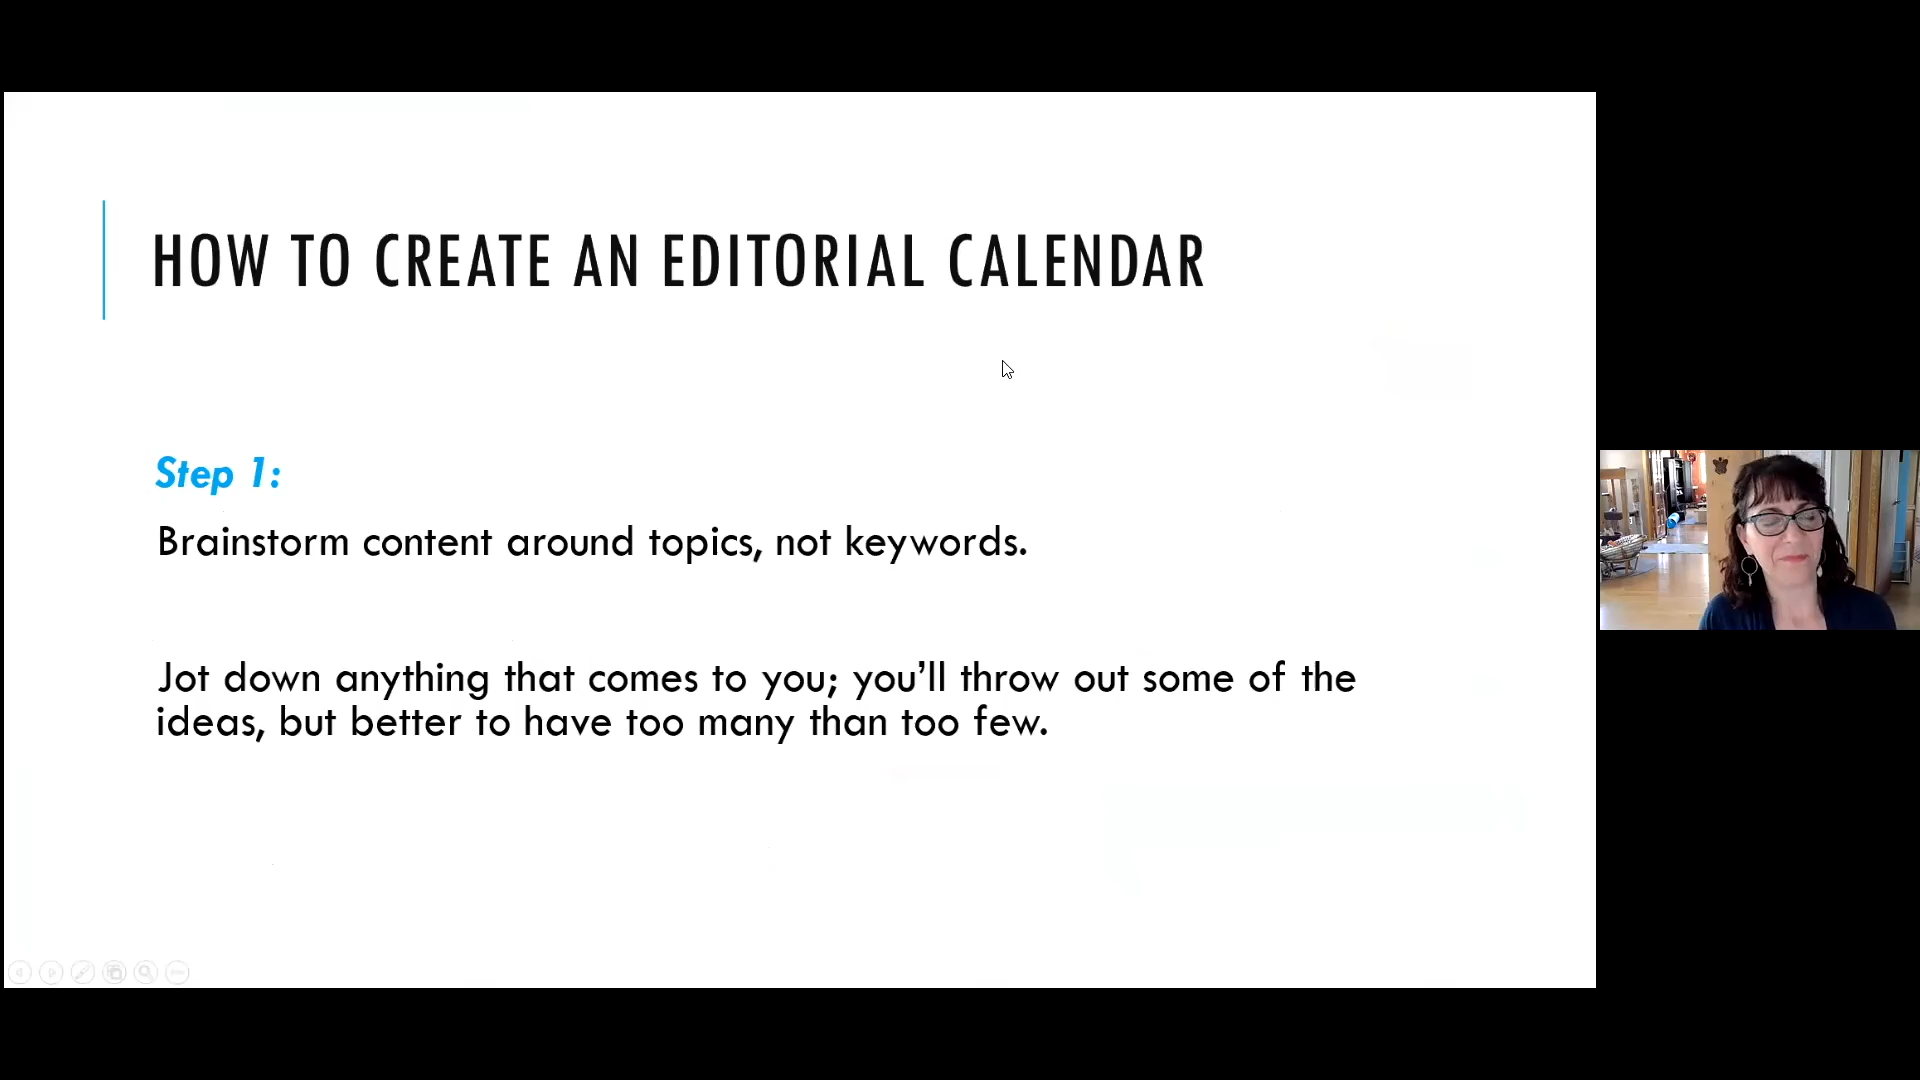 HOW TO CREATE AN EDITORIAL CALENDAR
Step 1:
Brainstorm content around topics, not keywords.
Jot down anything that comes to you; you’ll throw out some of the
ideas, but better to have too many than too few.